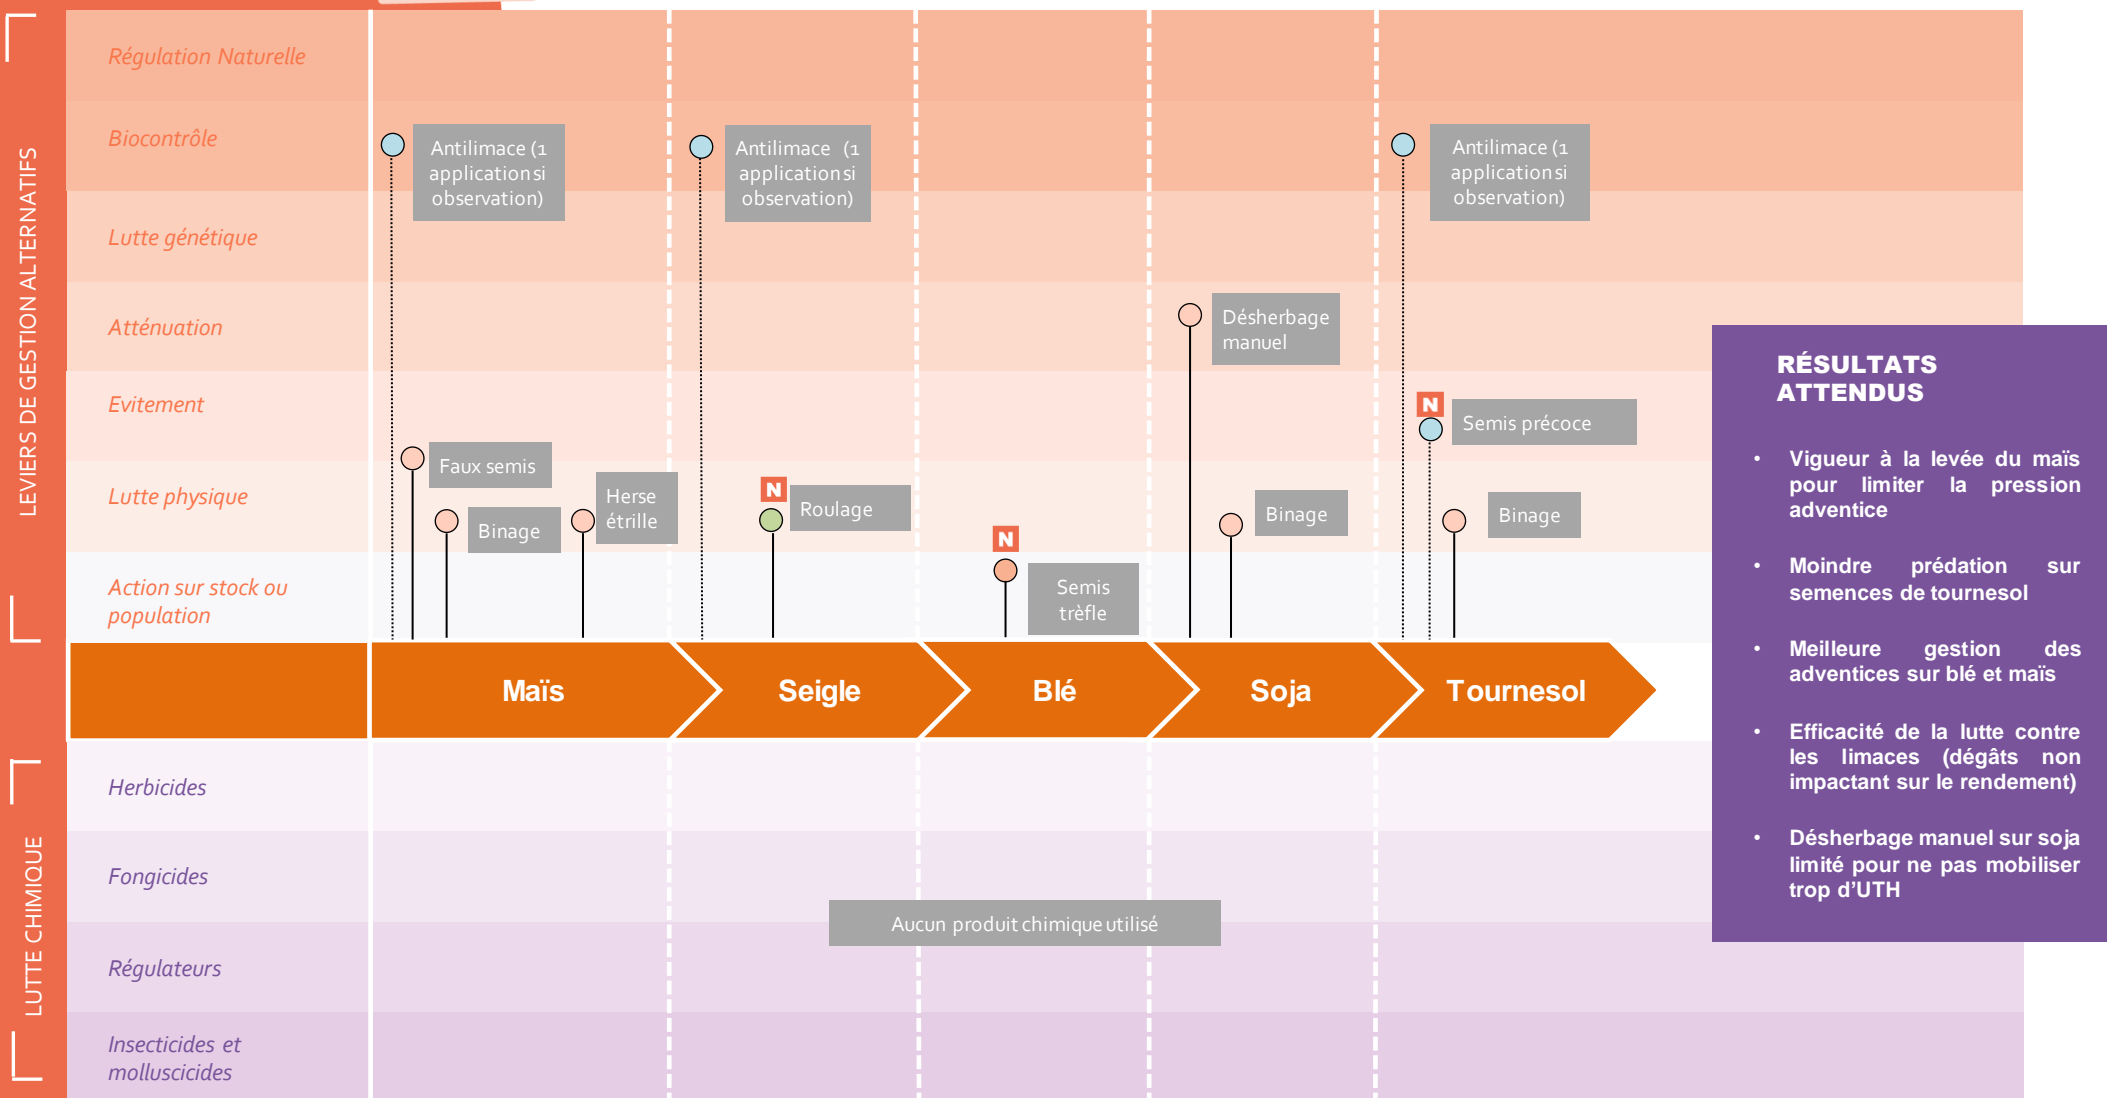 LEVIERS DE GESTION ALTERNATIFS
Régulation Naturelle
Biocontrôle
Antilimace (1
application si
observation)
Antilimace (1
application si
observation)
Antilimace (1
application si
observation)
Lutte génétique
Atténuation
Désherbage
manuel
Evitement
N
Semis précoce
Faux semis
Lutte physique
Binage
Herse
étrille
N
Roulage
Binage
Binage
Action sur stock ou
population
N
Semis
trèfle
Maïs
Seigle
Blé
Soja
Tournesol
LUTTE CHIMIQUE
Herbicides
Fongicides
Aucun produit chimique utilisé
Régulateurs
Insecticides et
molluscicides
RÉSULTATS
ATTENDUS
• Vigueur à la levée du maïs
pour limiter la pression
adventice
• Moindre prédation sur
semences de tournesol
• Meilleure gestion des
adventices sur blé et maïs
• Efficacité de la lutte contre
les limaces (dégâts non
impactant sur le rendement)
• Désherbage manuel sur soja
limité pour ne pas mobiliser
trop d'UTH